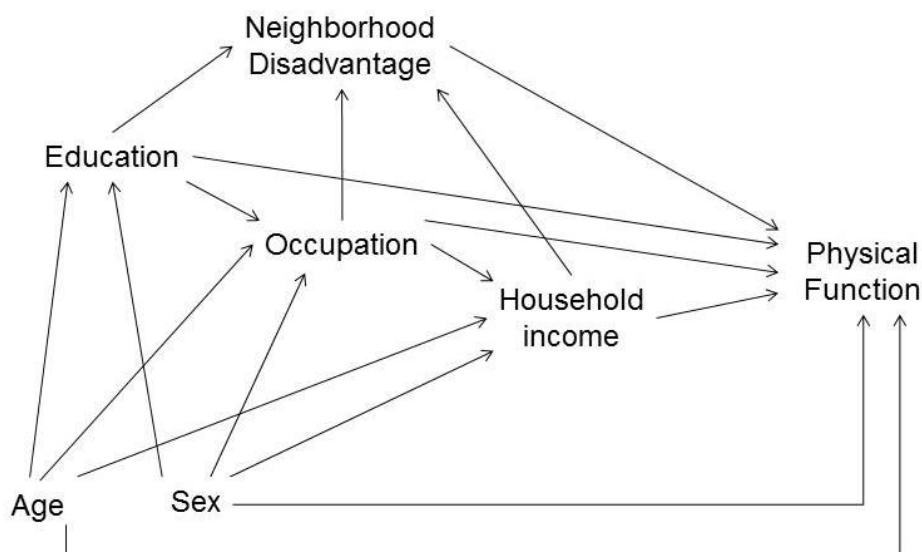 Neighborhood
Disadvantage
Education
Occupation
Physical
Function
Household
income
Age
Sex